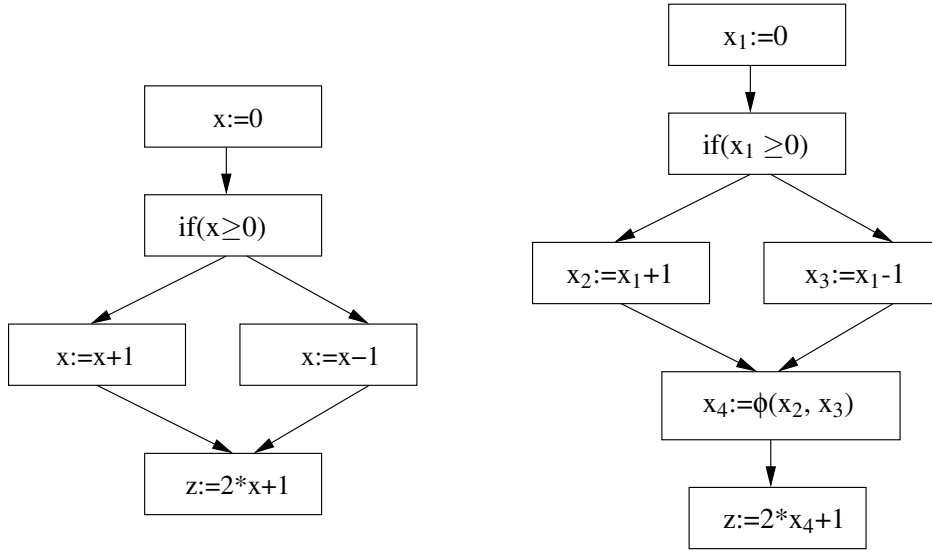 x:=0
if(x≥0)
x:=x+1
x:=x−1
z:=2*x+1
x₁:=0
if(x₁ ≥0)
x₂:=x₁+1
x₃:=x₁-1
x₄:=ϕ(x₂, x₃)
z:=2*x₄+1